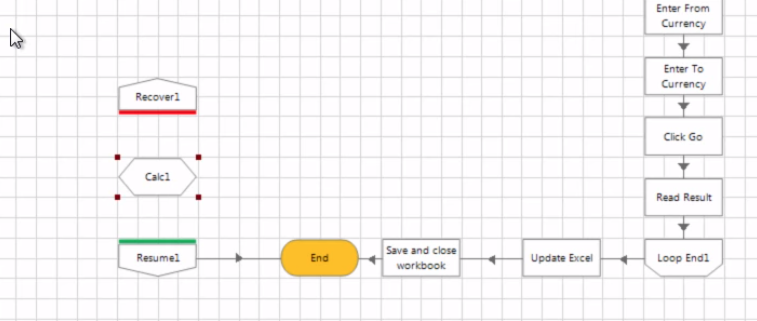 Enter From
Currency
Enter To
Currency
Recover1
Click Go
Calc1
Read Result
Resume1
End
Save and close
workbook
Update Excel
Loop End1